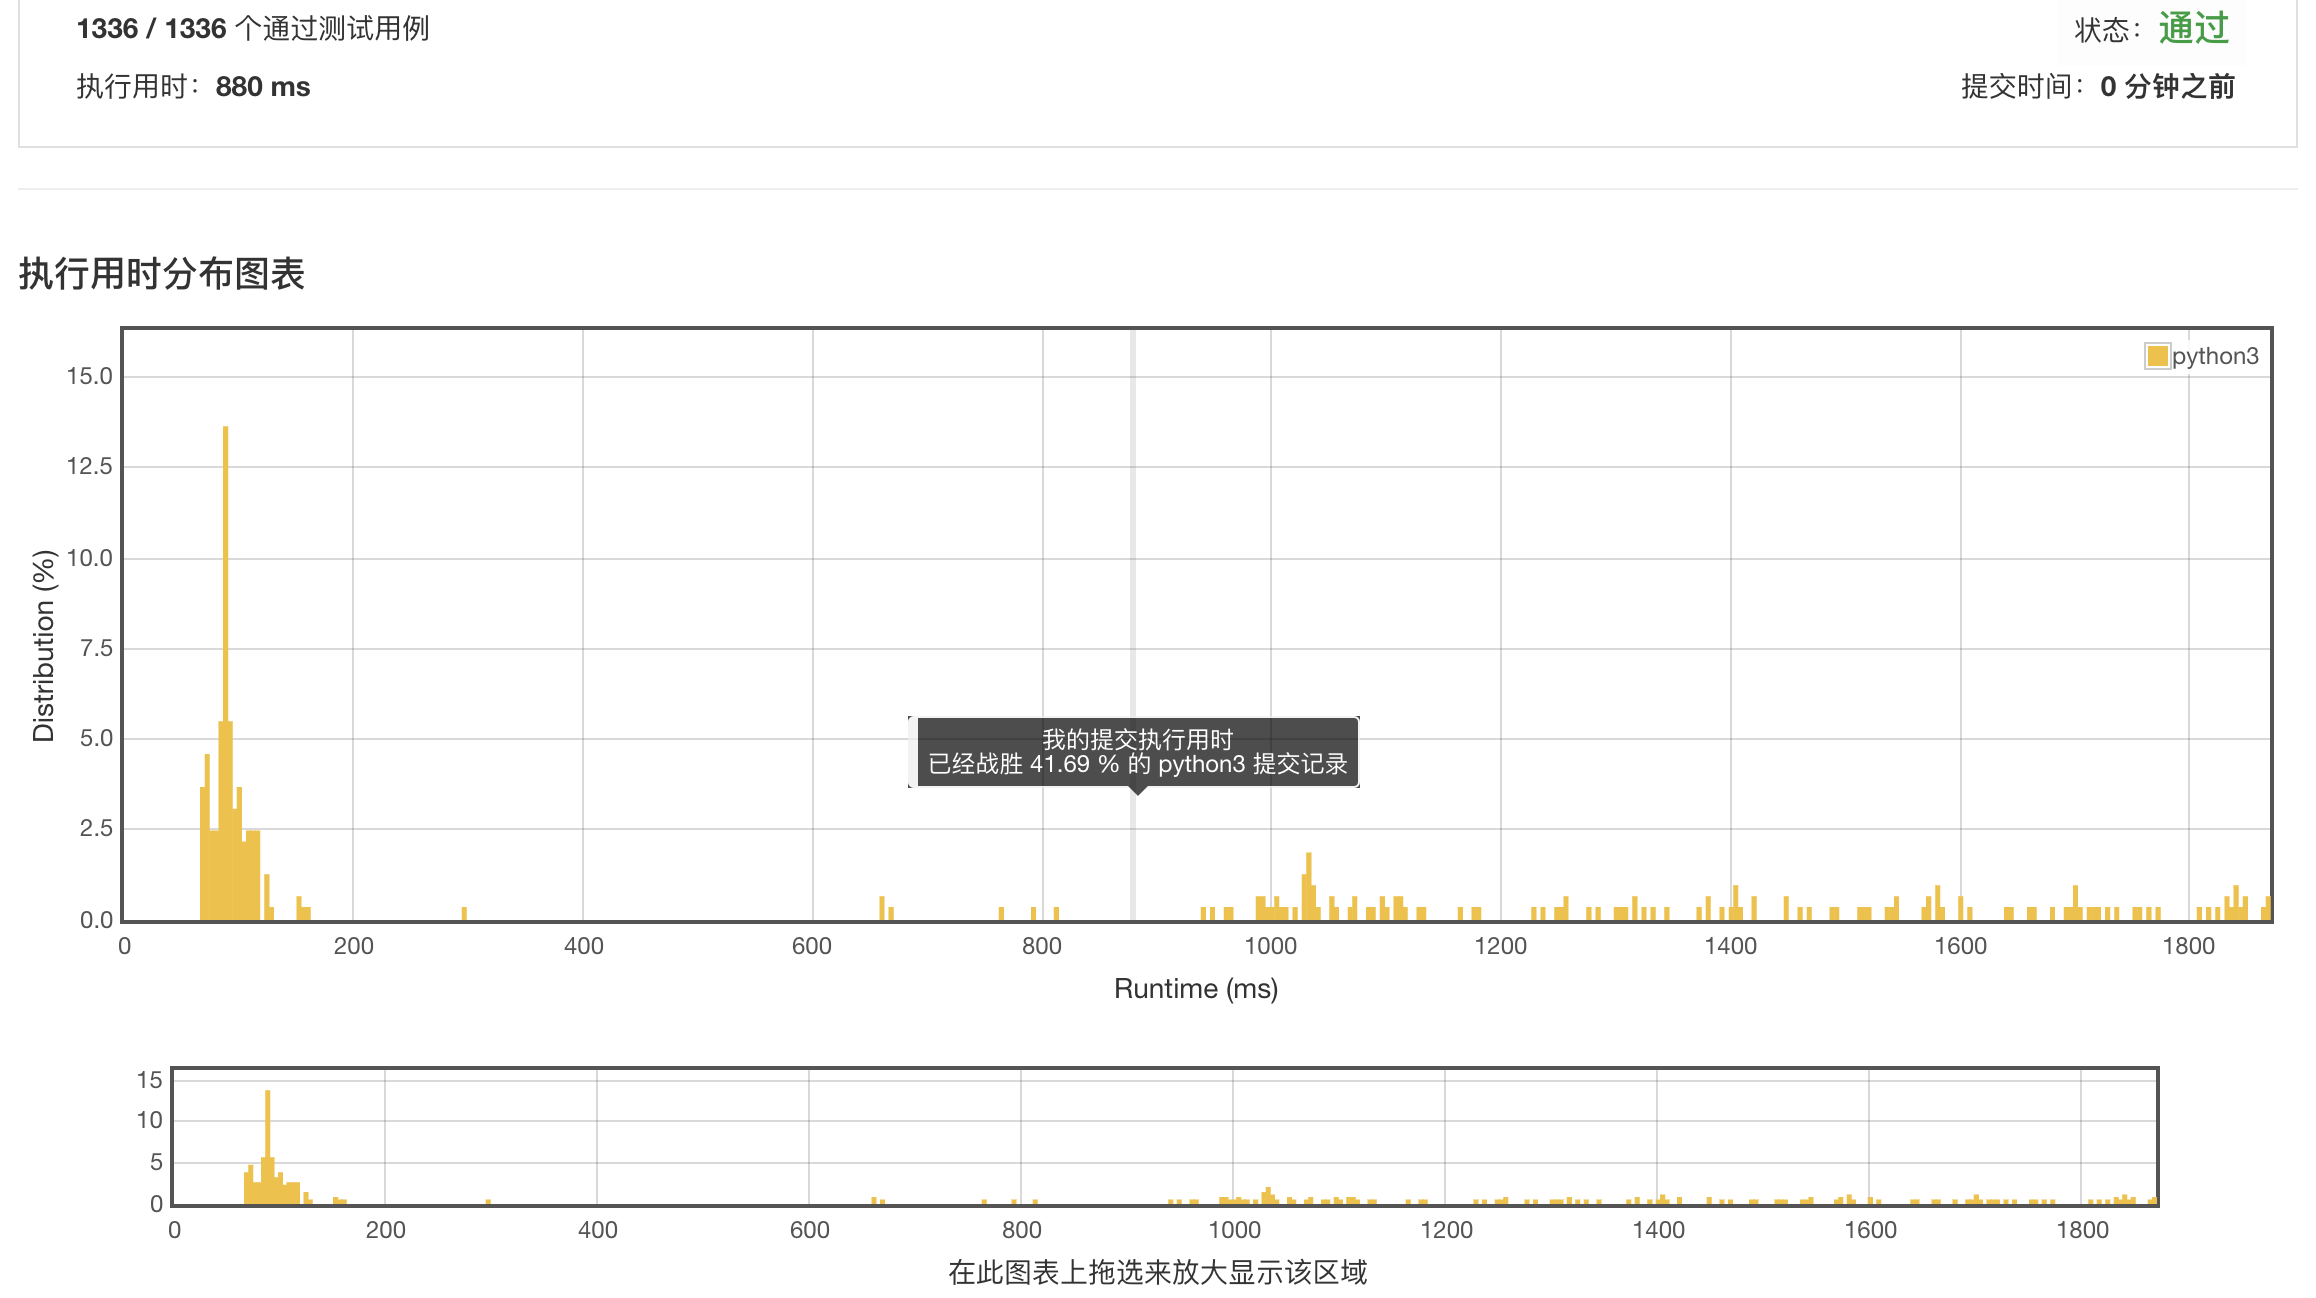 1336 / 1336 个通过测试用例
状态：通过
执行用时：880 ms
提交时间：0 分钟之前
执行用时分布图表
python3
15.0
12.5
10.0
7.5
5.0
2.5
0.0
Distribution (%)
我的提交执行用时
已经战胜 41.69 % 的 python3 提交记录
0 200 400 600 800 1000 1200 1400 1600 1800
Runtime (ms)
15
10
5
0
0 200 400 600 800 1000 1200 1400 1600 1800
在此图表上拖选来放大显示该区域